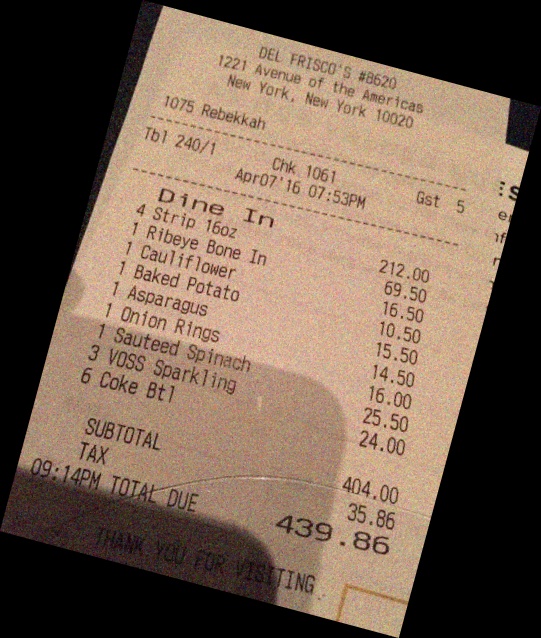 DEL FRISCO'S #8620
1221 Avenue of the Americas
New York, New York 10020
1075 Rebekkah
Tbl 240/1 Chk 1061 Gst 5
Apr07'16 07:53PM
Dine In
4 Strip 16oz 212.00
1 Ribeye Bone In 69.50
1 Cauliflower 16.50
1 Baked Potato 10.50
1 Asparagus 15.50
1 Onion Rings 14.50
1 Sauteed Spinach 16.00
3 VOSS Sparkling 25.50
6 Coke Btl 24.00
SUBTOTAL 404.00
TAX 35.86
09:14PM TOTAL DUE 439.86
THANK YOU FOR VISITING